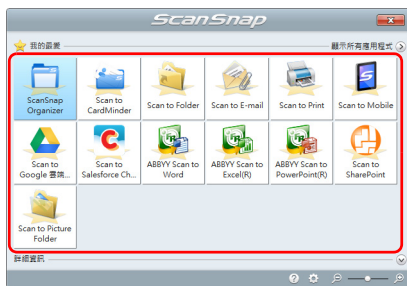 ScanSnap
我的最愛
顯示所有應用程式
ScanSnap
Organizer
Scan to
CardMinder
Scan to Folder
Scan to E-mail
Scan to Print
Scan to Mobile
Scan to
Google 雲端...
Scan to
Salesforce Ch...
ABBYY Scan to
Word
ABBYY Scan to
Excel(R)
ABBYY Scan to
PowerPoint(R)
Scan to
SharePoint
Scan to Picture
Folder
詳細資訊